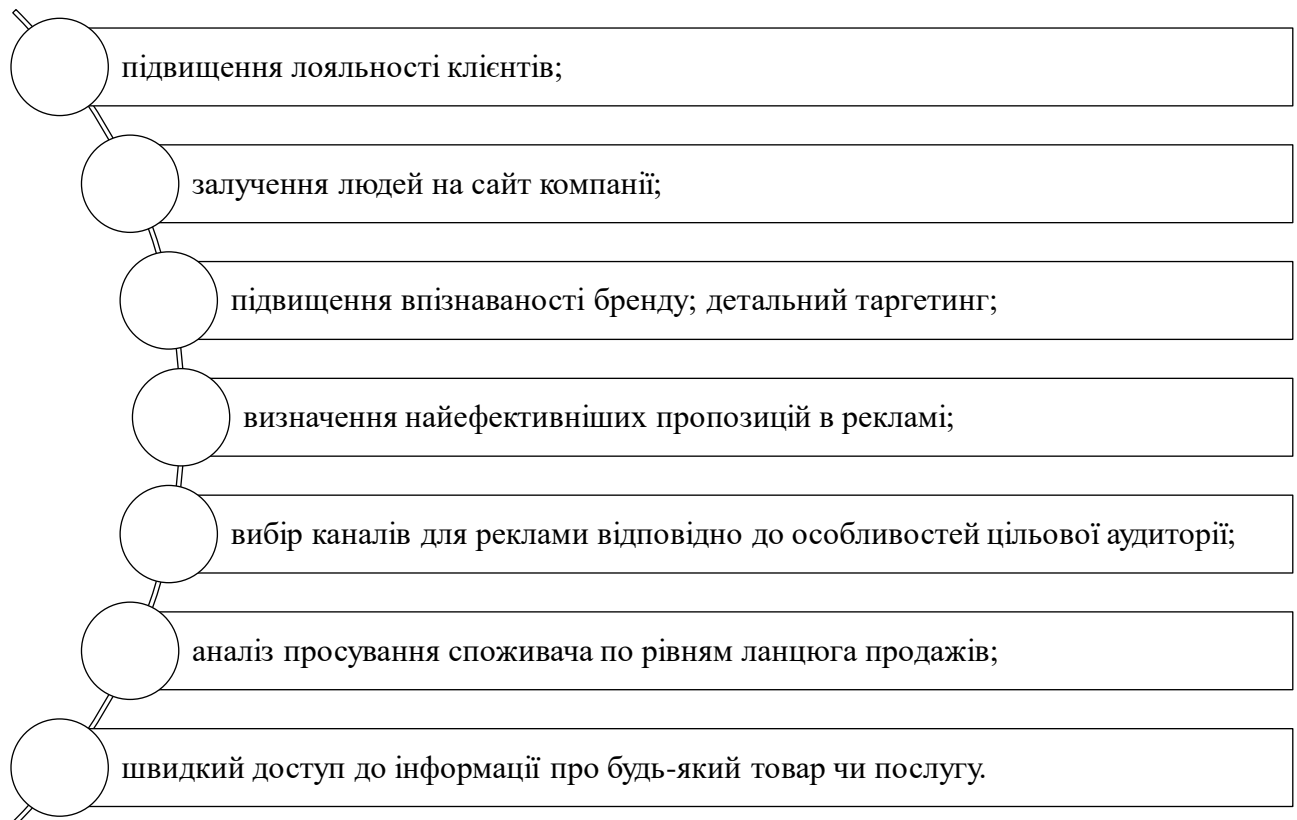 підвищення лояльності клієнтів;
залучення людей на сайт компанії;
підвищення впізнаваності бренду; детальний таргетинг;
визначення найефективніших пропозицій в рекламі;
вибір каналів для реклами відповідно до особливостей цільової аудиторії;
аналіз просування споживача по рівням ланцюга продажів;
швидкий доступ до інформації про будь-який товар чи послугу.